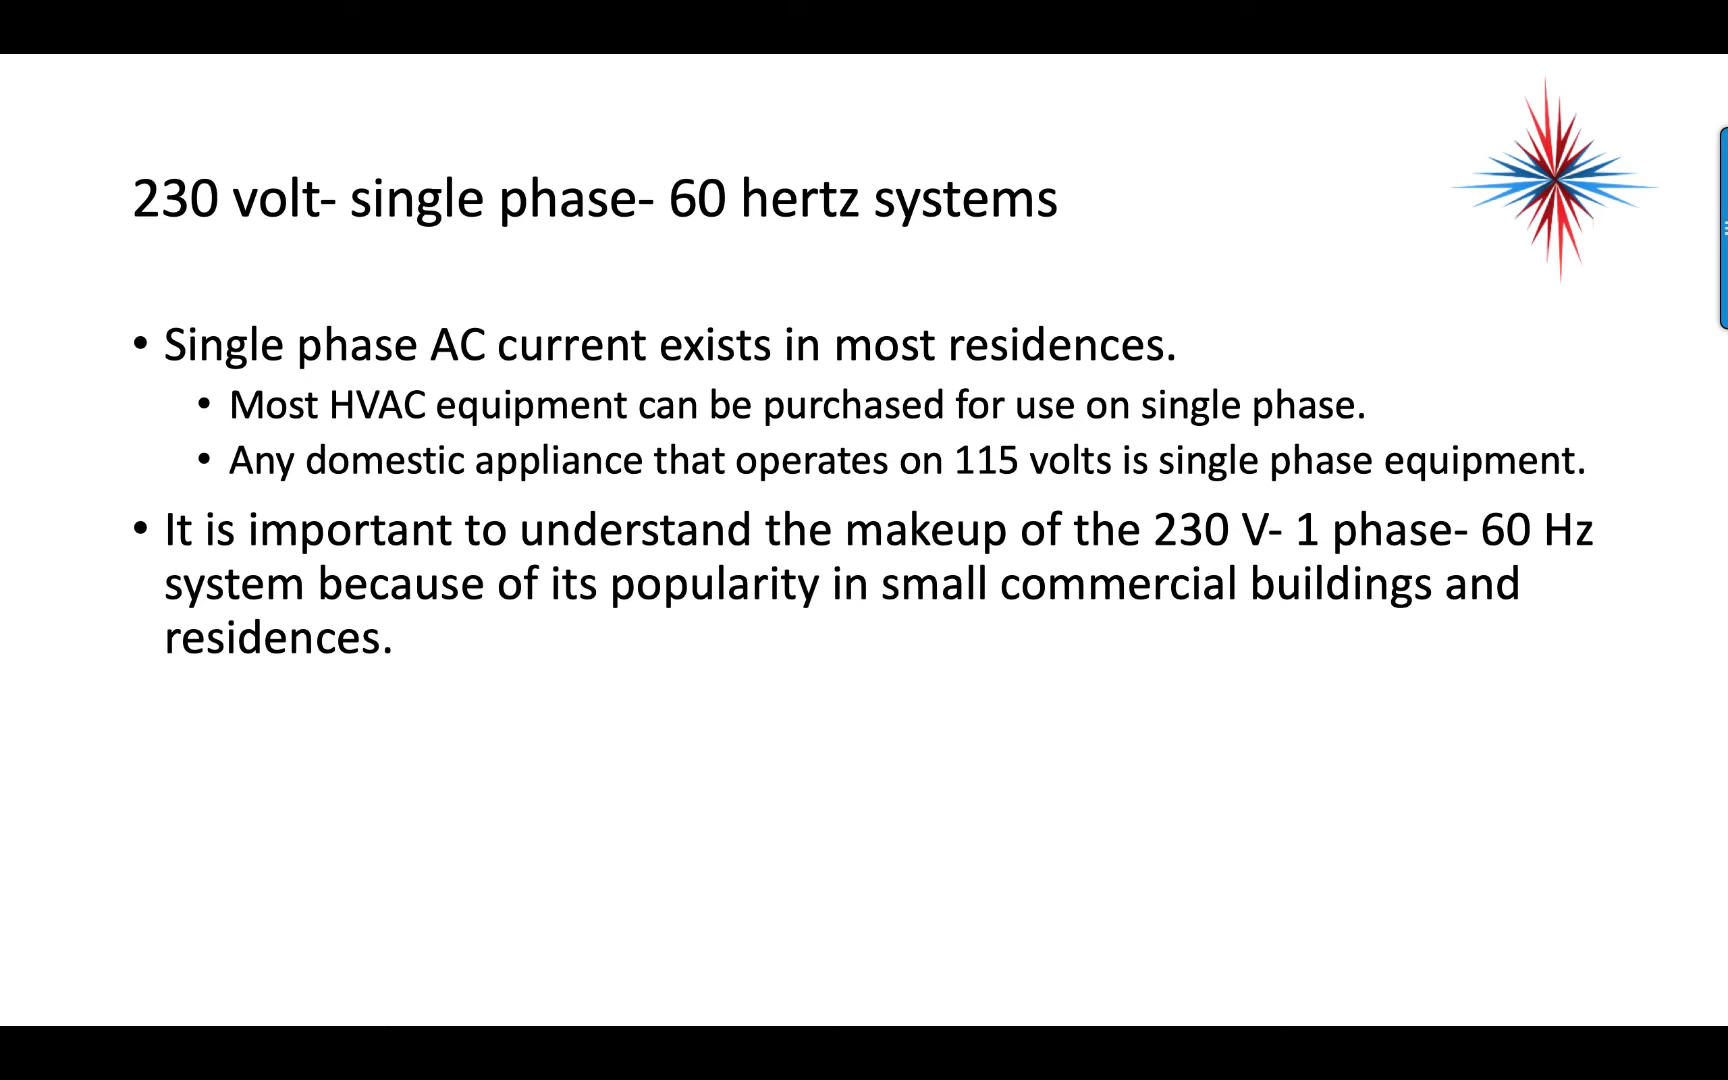 230 volt- single phase- 60 hertz systems
• Single phase AC current exists in most residences.
• Most HVAC equipment can be purchased for use on single phase.
• Any domestic appliance that operates on 115 volts is single phase equipment.
• It is important to understand the makeup of the 230 V- 1 phase- 60 Hz
system because of its popularity in small commercial buildings and
residences.